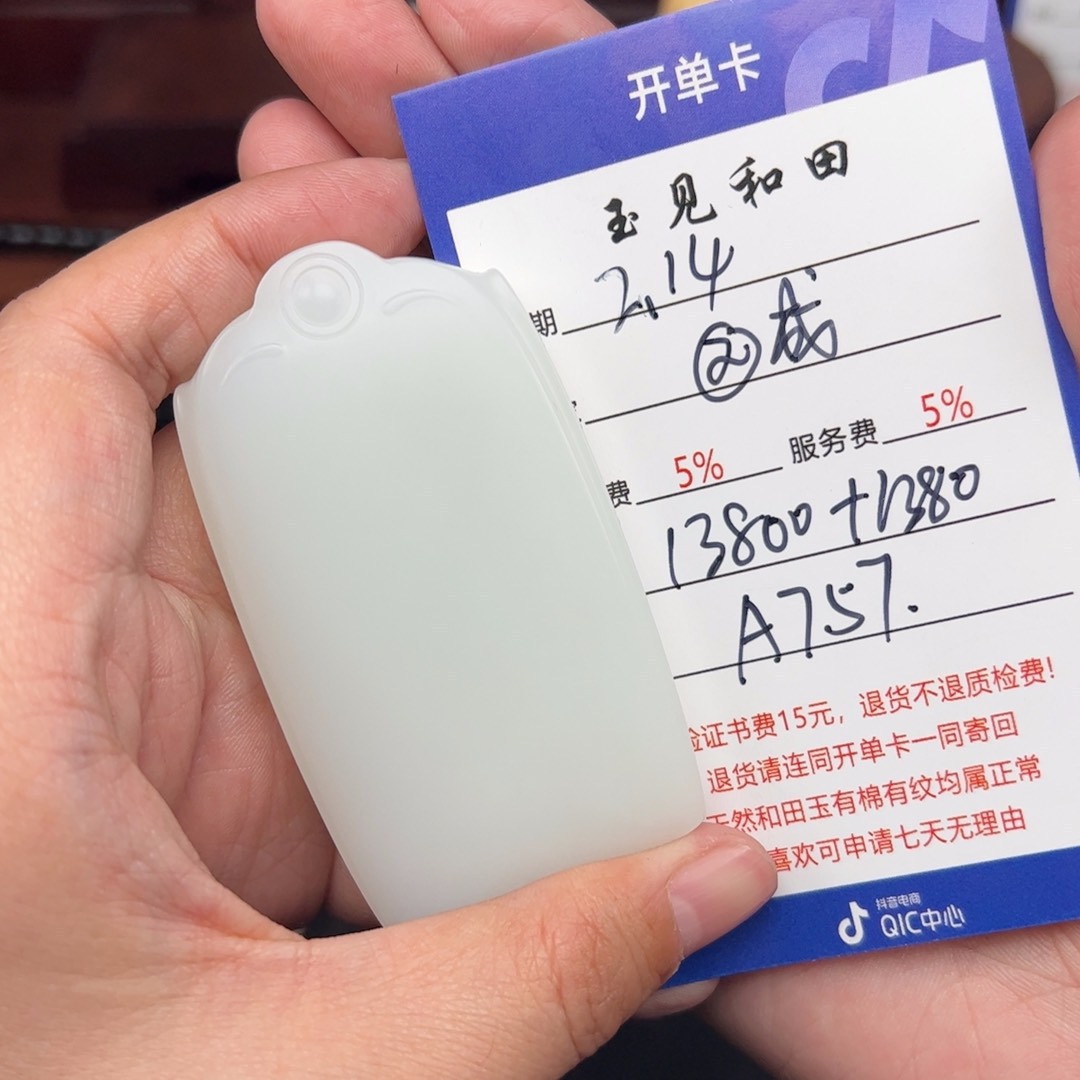 开单卡
玉见和田
期 2.14
②成
费 5% 服务费 5%
13800+1380
A757.
验证书费15元，退货不退质检费!
退货请连同开单卡一同寄回
天然和田玉有棉有纹均属正常
喜欢可申请七天无理由
抖音电商
QIC中心